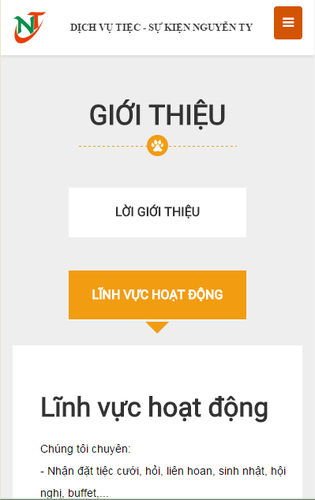 NT
DỊCH VỤ TIỆC - SỰ KIỆN NGUYÊN TY
GIỚI THIỆU
LỜI GIỚI THIỆU
LĨNH VỰC HOẠT ĐỘNG
Lĩnh vực hoạt động
Chúng tôi chuyên:
- Nhận đặt tiệc cưới, hỏi, liên hoan, sinh nhật, hội
nghị, buffet,...